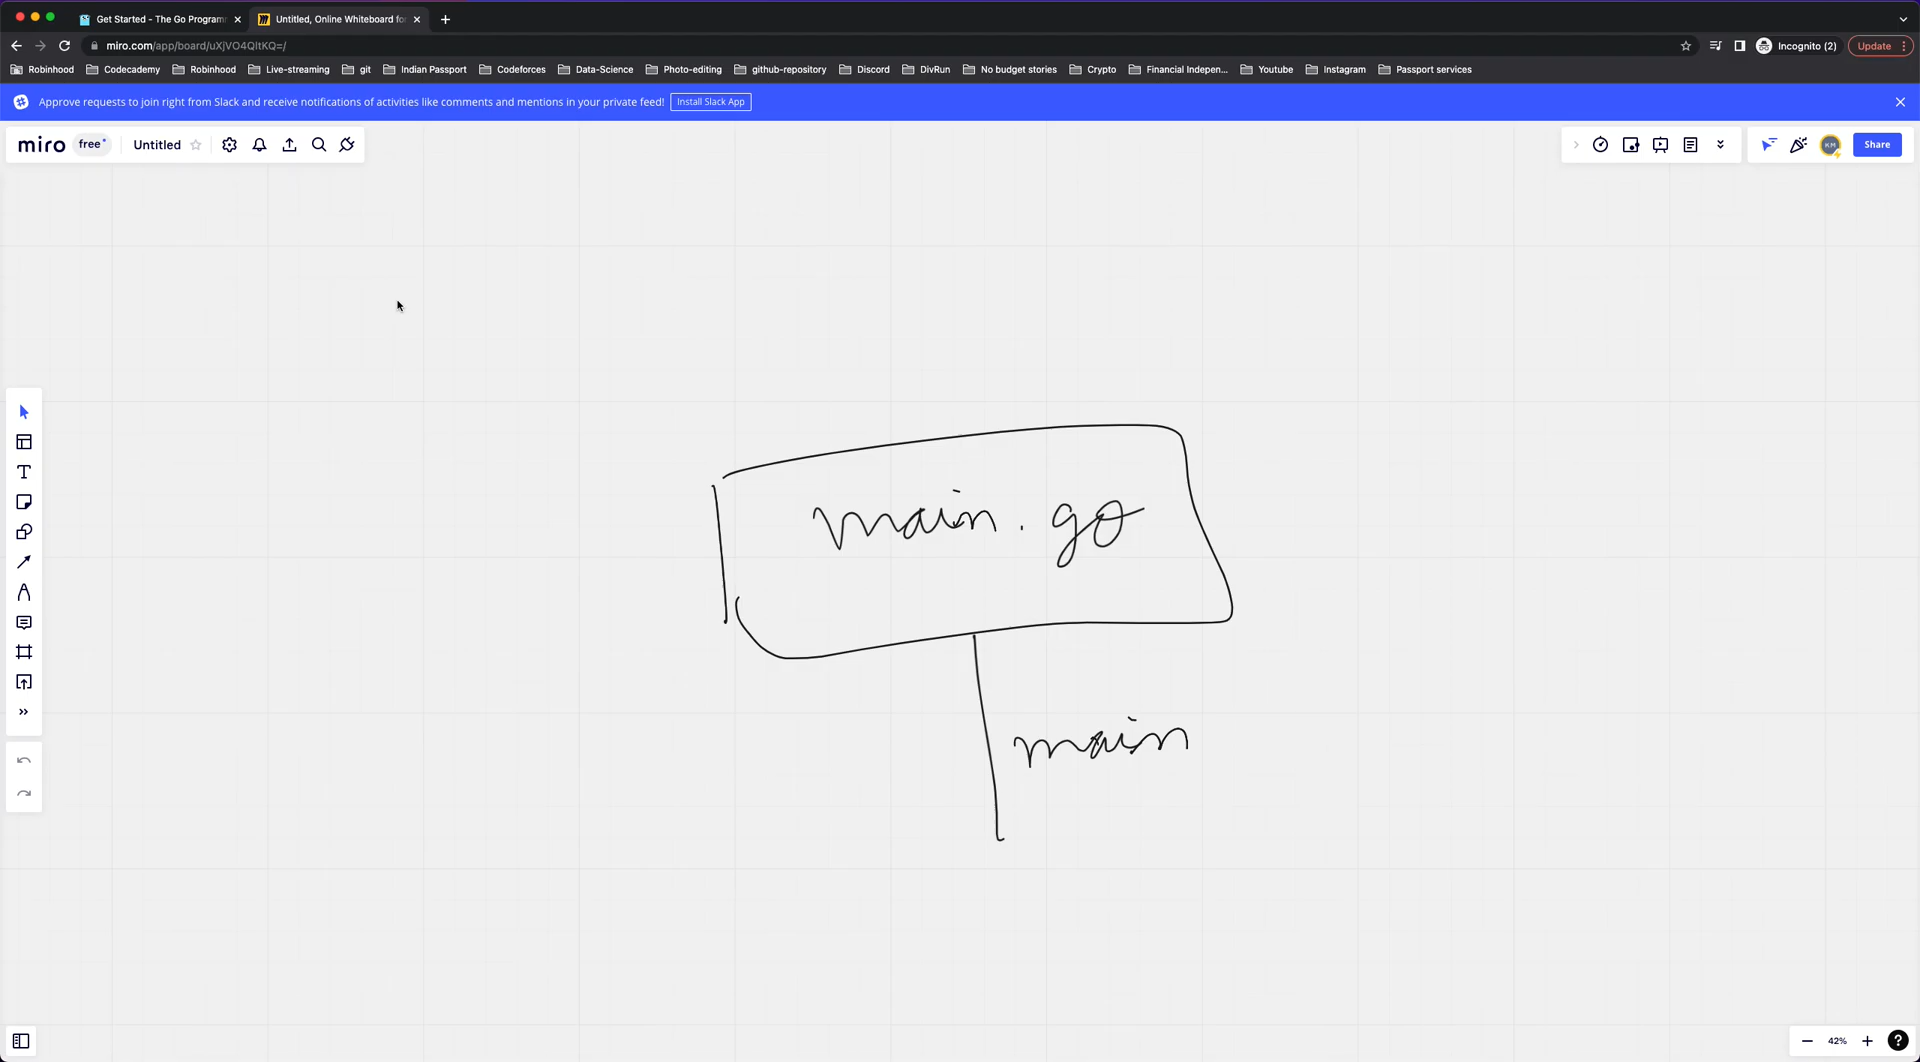 Get Started - The Go Program
Untitled, Online Whiteboard for
miro.com/app/board/uXjVO4QltKQ=/
Incognito (2)
Update
Robinhood
Codecademy
Robinhood
Live-streaming
git
Indian Passport
Codeforces
Data-Science
Photo-editing
github-repository
Discord
DivRun
No budget stories
Crypto
Financial Indepen...
Youtube
Instagram
Passport services
Approve requests to join right from Slack and receive notifications of activities like comments and mentions in your private feed!
Install Slack App
miro
free
Untitled
KM
Share
main.go
main
42%